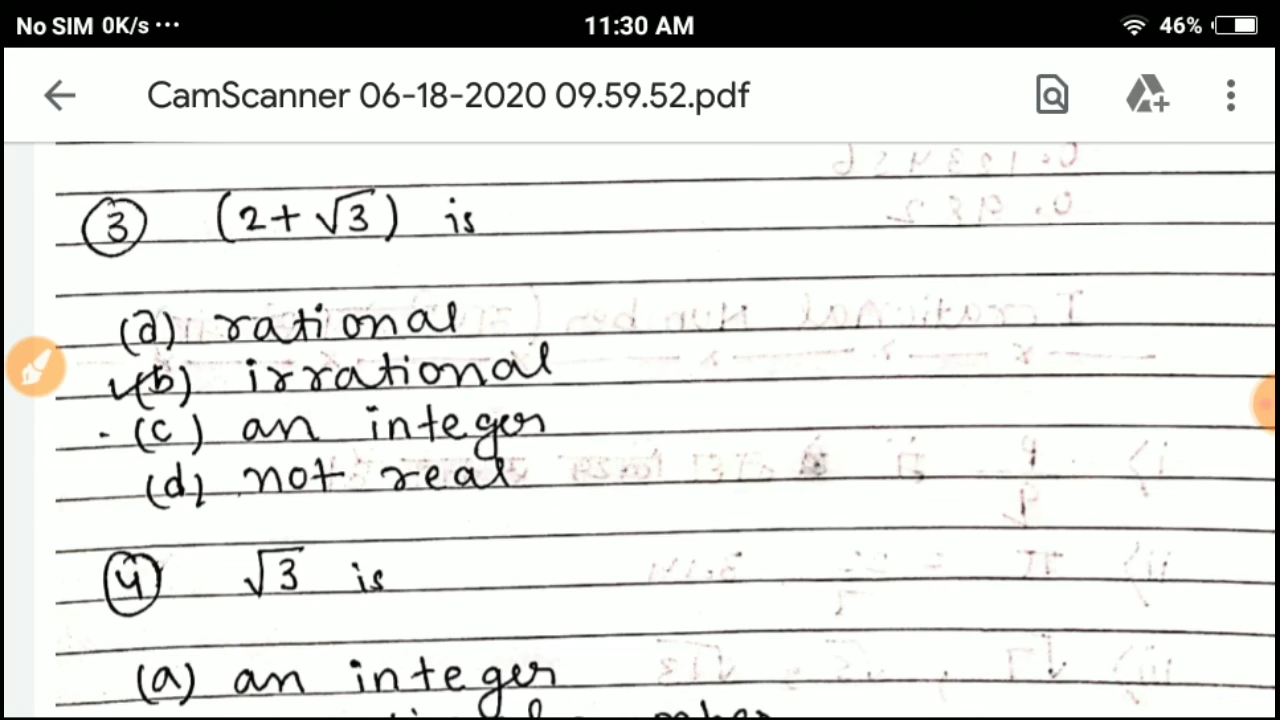 No SIM 0K/s ... 11:30 AM 46%
CamScanner 06-18-2020 09.59.52.pdf
③ (2+√3) is
(a) rational
✓(b) irrational
(c) an integer
(d) not real
④ √3 is
(a) an integer